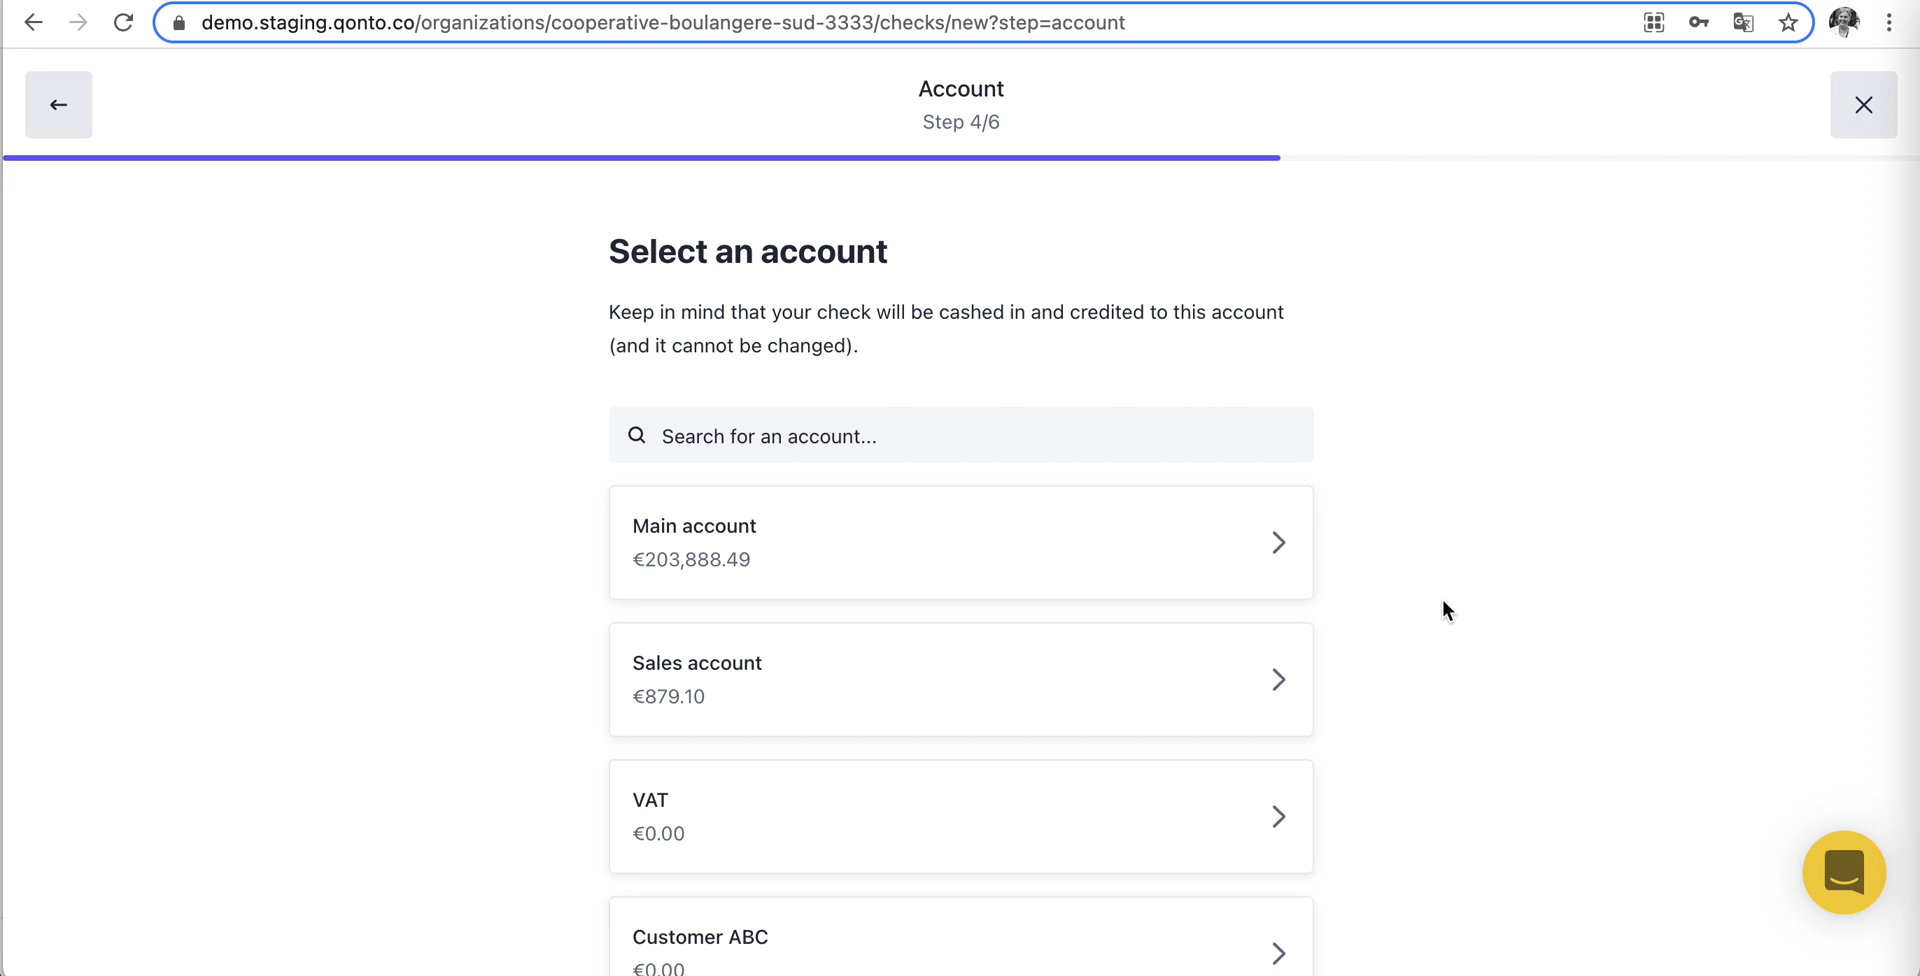 demo.staging.qonto.co/organizations/cooperative-boulangere-sud-3333/checks/new?step=account
Account
Step 4/6
Select an account
Keep in mind that your check will be cashed in and credited to this account
(and it cannot be changed).
Search for an account...
Main account
€203,888.49
Sales account
€879.10
VAT
€0.00
Customer ABC
€0.00